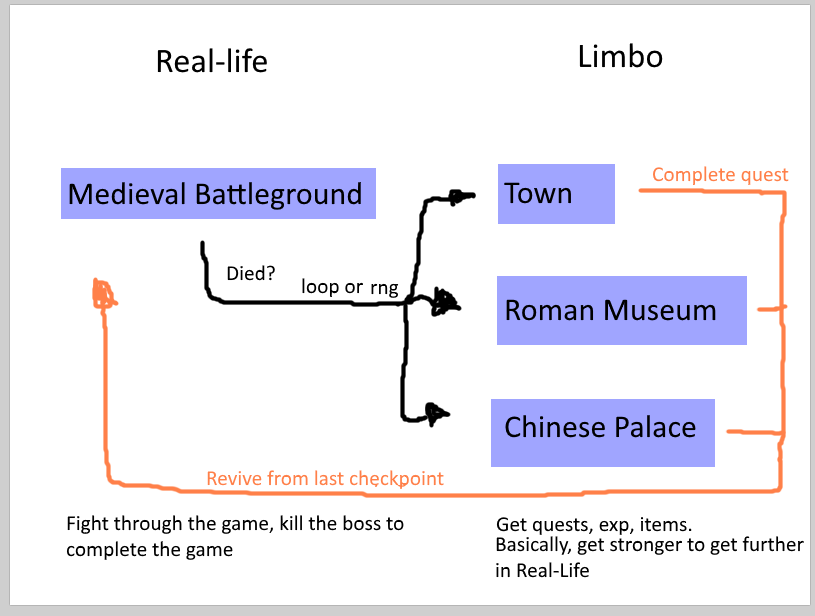 Real-life
Limbo
Medieval Battleground
Town
Complete quest
Died?
loop or rng
Roman Museum
Chinese Palace
Revive from last checkpoint
Fight through the game, kill the boss to
complete the game
Get quests, exp, items.
Basically, get stronger to get further
in Real-Life